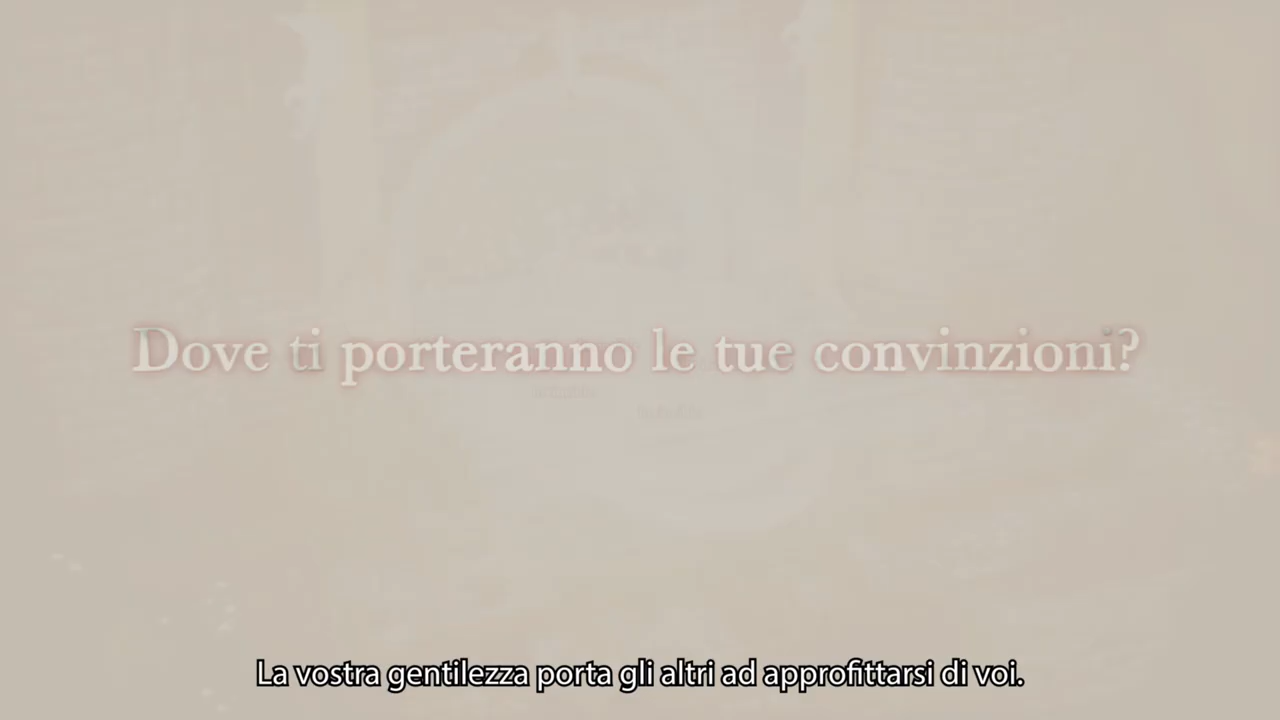 Dove ti porteranno le tue convinzioni?
La vostra gentilezza porta gli altri ad approfittarsi di voi.